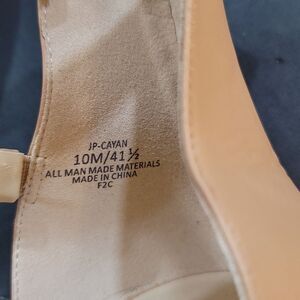 JP-CAYAN
10M/41½
ALL MAN MADE MATERIALS
MADE IN CHINA
F2C